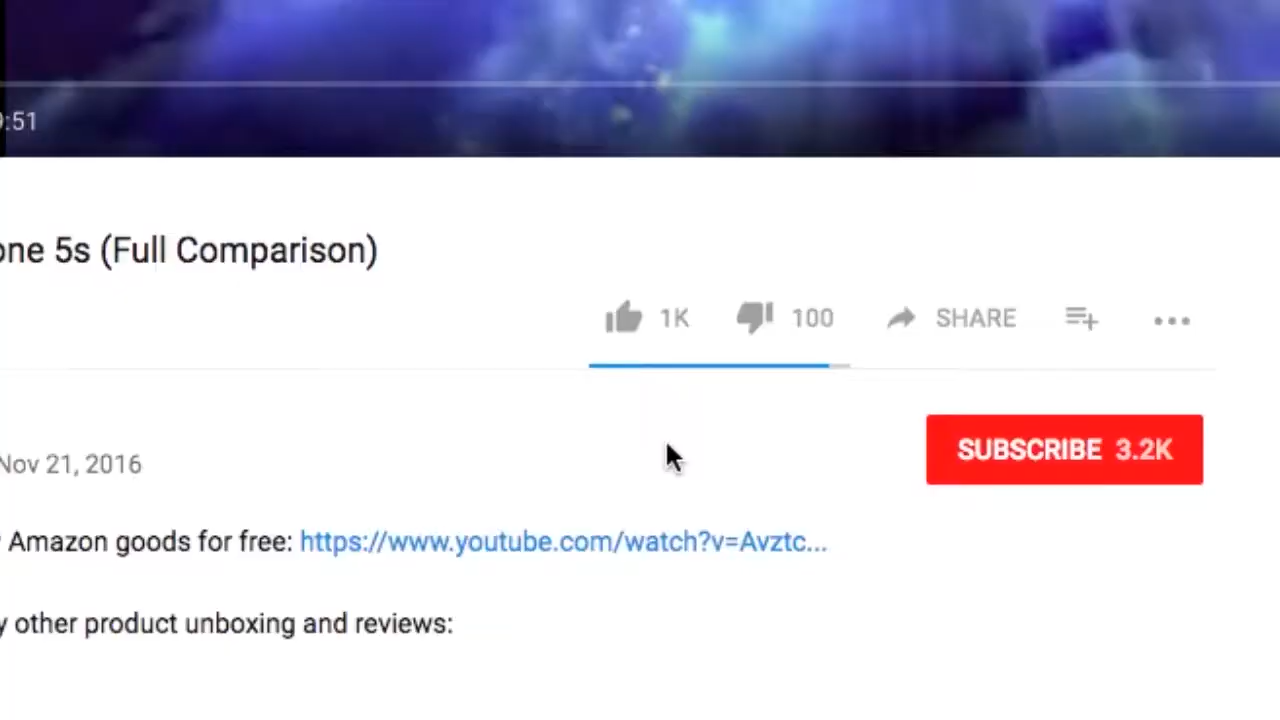 :51
one 5s (Full Comparison)
1K 100 SHARE
SUBSCRIBE 3.2K
Nov 21, 2016
Amazon goods for free: https://www.youtube.com/watch?v=Avztc...
other product unboxing and reviews: